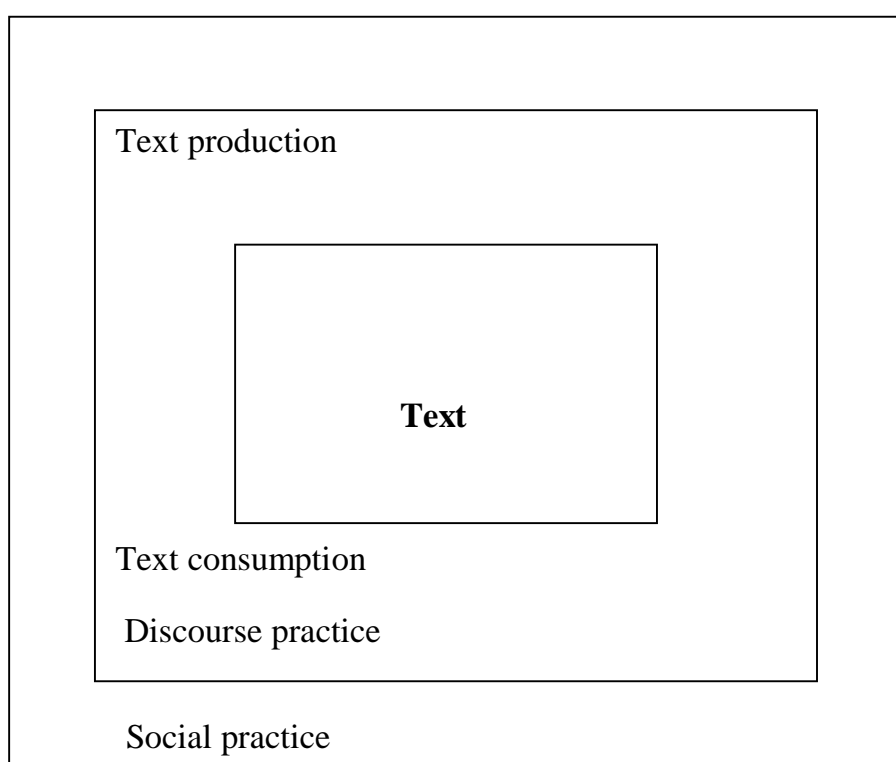 Text production
Text
Text consumption
Discourse practice
Social practice